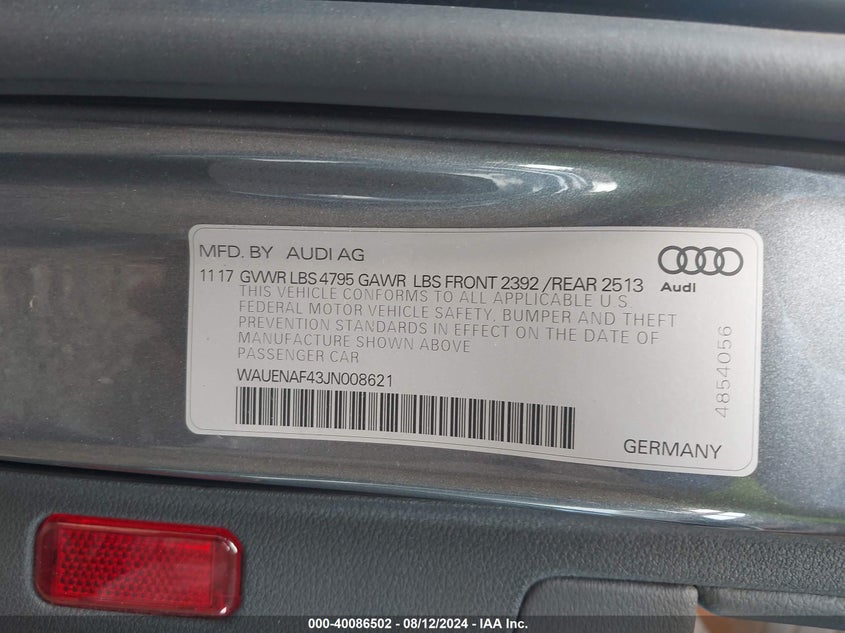 MFD. BY AUDI AG
Audi
11 17 GVWR LBS 4795 GAWR LBS FRONT 2392 /REAR 2513
THIS VEHICLE CONFORMS TO ALL APPLICABLE U.S.
FEDERAL MOTOR VEHICLE SAFETY, BUMPER AND THEFT
PREVENTION STANDARDS IN EFFECT ON THE DATE OF
MANUFACTURE SHOWN ABOVE
PASSENGER CAR
WAUENAF43JN008621
4854056
GERMANY
000-40086502 - 08/12/2024 - IAA Inc.